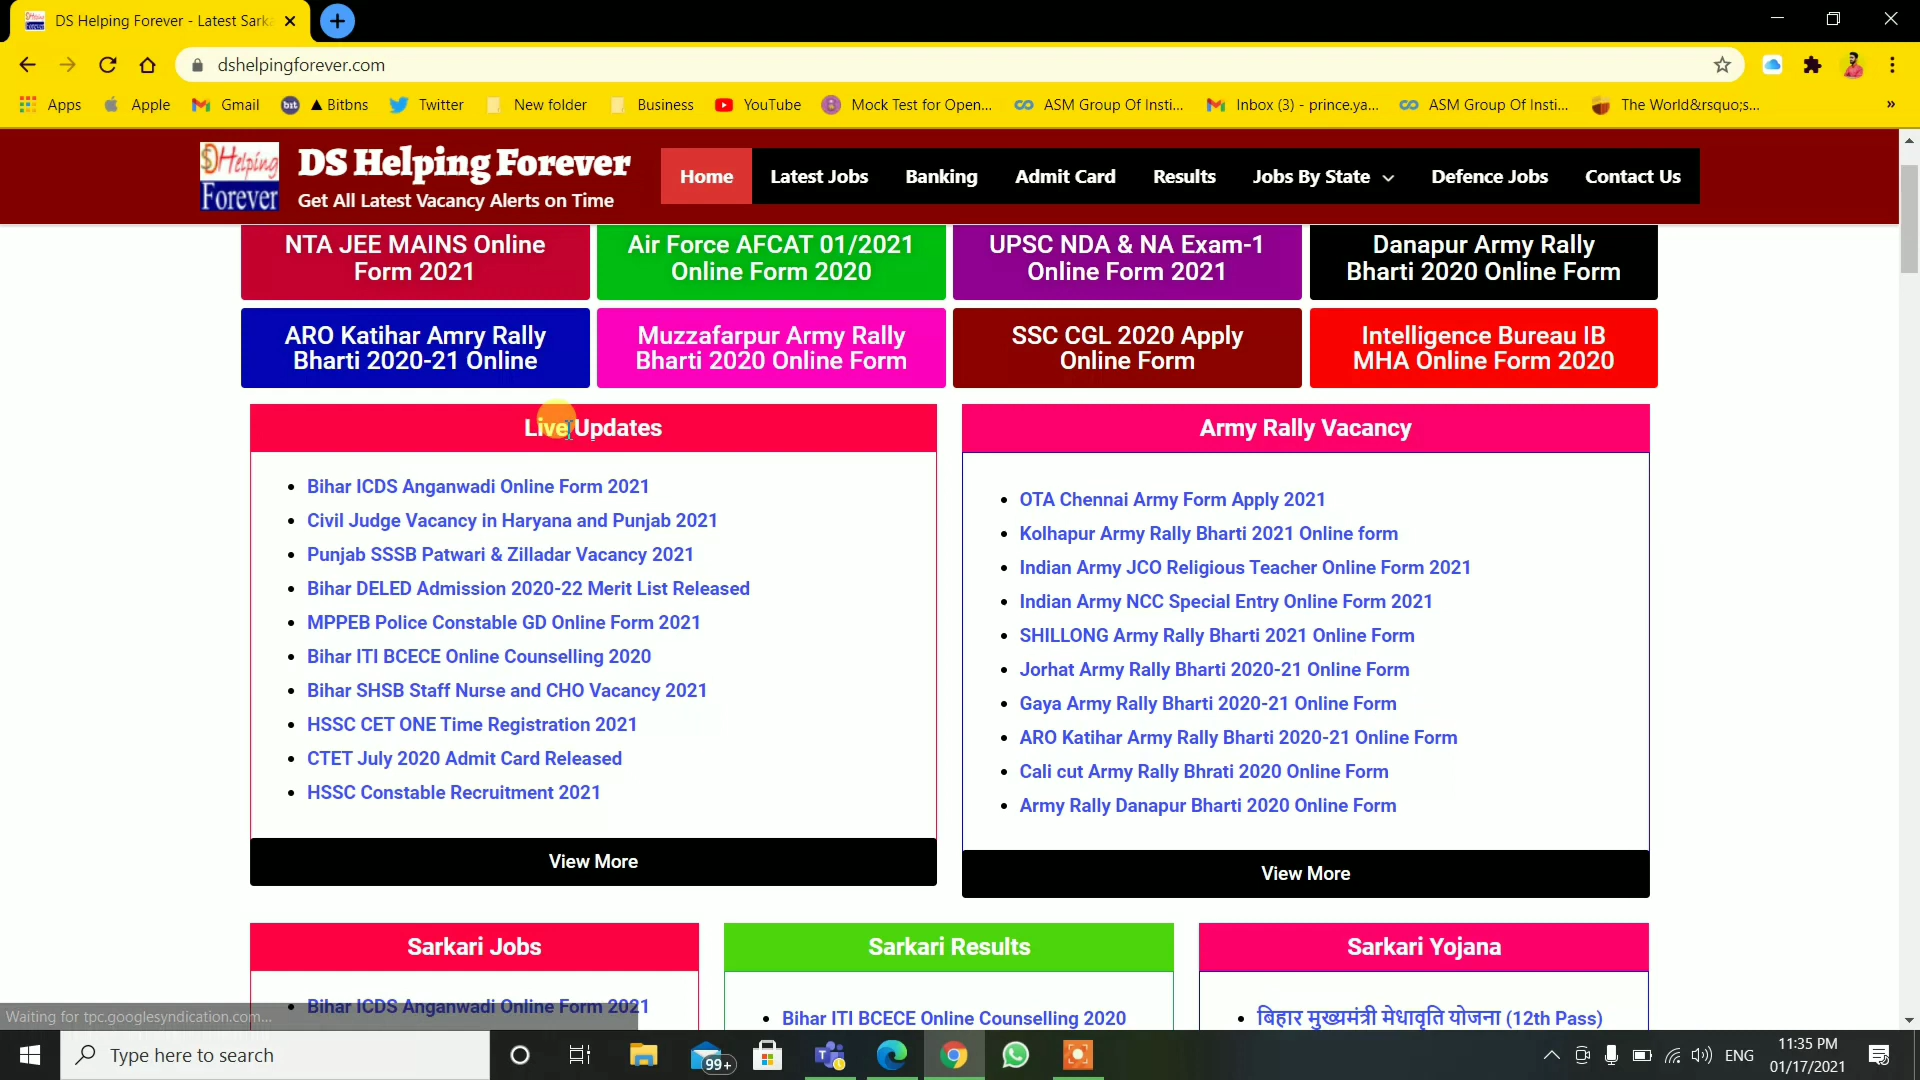 DS Helping Forever - Latest Sarka
dshelpingforever.com
Apps Apple Gmail ▲ Bitbns Twitter New folder Business YouTube Mock Test for Open... ASM Group Of Insti... Inbox (3) - prince.ya... ASM Group Of Insti... The World&rsquo;s... »
Helping
Forever
DS Helping Forever
Get All Latest Vacancy Alerts on Time
Home Latest Jobs Banking Admit Card Results Jobs By State Defence Jobs Contact Us
NTA JEE MAINS Online
Form 2021
Air Force AFCAT 01/2021
Online Form 2020
UPSC NDA & NA Exam-1
Online Form 2021
Danapur Army Rally
Bharti 2020 Online Form
ARO Katihar Amry Rally
Bharti 2020-21 Online
Muzzafarpur Army Rally
Bharti 2020 Online Form
SSC CGL 2020 Apply
Online Form
Intelligence Bureau IB
MHA Online Form 2020
Live Updates
• Bihar ICDS Anganwadi Online Form 2021
• Civil Judge Vacancy in Haryana and Punjab 2021
• Punjab SSSB Patwari & Zilladar Vacancy 2021
• Bihar DELED Admission 2020-22 Merit List Released
• MPPEB Police Constable GD Online Form 2021
• Bihar ITI BCECE Online Counselling 2020
• Bihar SHSB Staff Nurse and CHO Vacancy 2021
• HSSC CET ONE Time Registration 2021
• CTET July 2020 Admit Card Released
• HSSC Constable Recruitment 2021
View More
Army Rally Vacancy
• OTA Chennai Army Form Apply 2021
• Kolhapur Army Rally Bharti 2021 Online form
• Indian Army JCO Religious Teacher Online Form 2021
• Indian Army NCC Special Entry Online Form 2021
• SHILLONG Army Rally Bharti 2021 Online Form
• Jorhat Army Rally Bharti 2020-21 Online Form
• Gaya Army Rally Bharti 2020-21 Online Form
• ARO Katihar Army Rally Bharti 2020-21 Online Form
• Cali cut Army Rally Bhrati 2020 Online Form
• Army Rally Danapur Bharti 2020 Online Form
View More
Sarkari Jobs
• Bihar ICDS Anganwadi Online Form 2021
Sarkari Results
• Bihar ITI BCECE Online Counselling 2020
Sarkari Yojana
• बिहार मुख्यमंत्री मेधावृति योजना (12th Pass)
Waiting for tpc.googlesyndication.com...
Type here to search
99+
ENG
11:35 PM
01/17/2021